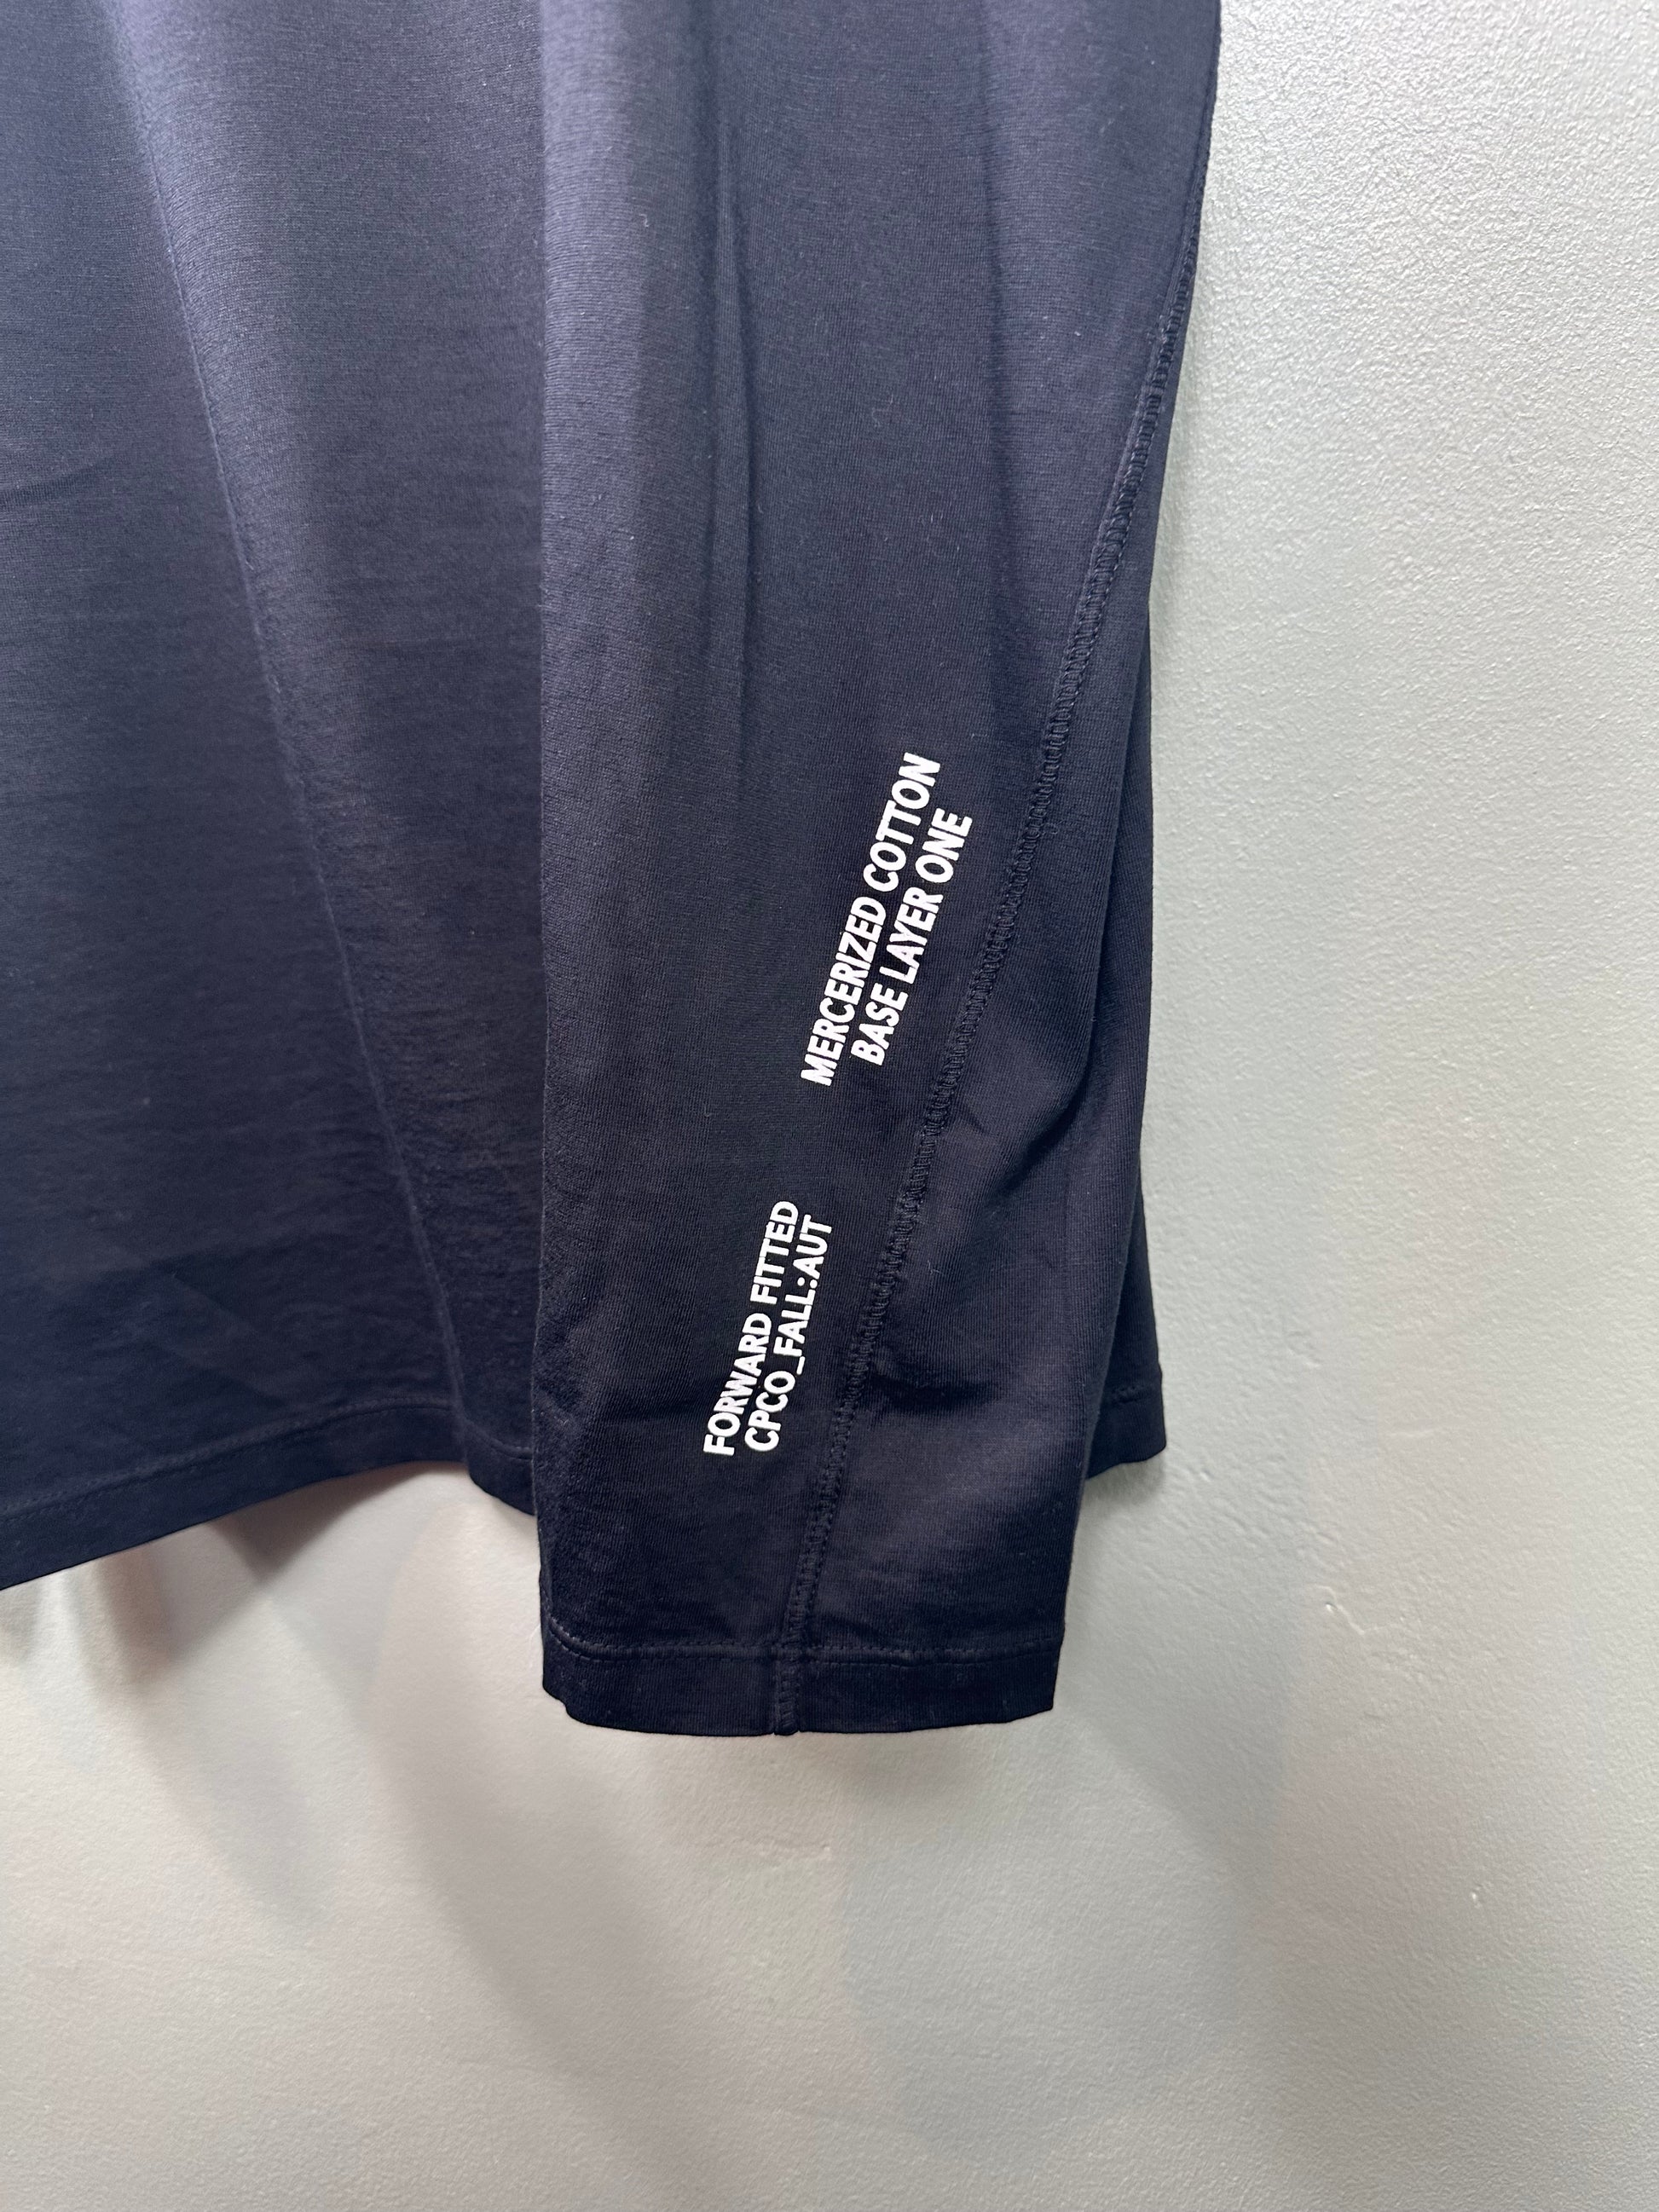 MERCERIZED COTTON
BASE LAYER ONE
FORWARD FITTED
CPCO_FALL:AUT